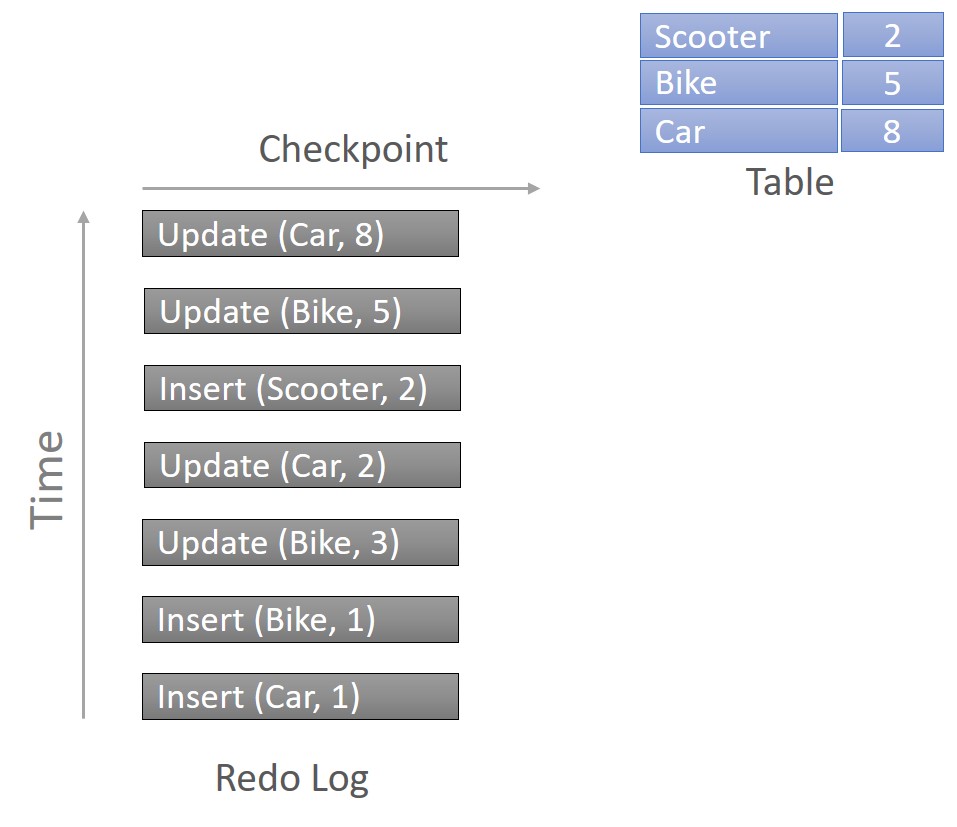 Scooter 2
Bike 5
Car 8
Table
Checkpoint
Update (Car, 8)
Update (Bike, 5)
Insert (Scooter, 2)
Update (Car, 2)
Update (Bike, 3)
Insert (Bike, 1)
Insert (Car, 1)
Time
Redo Log